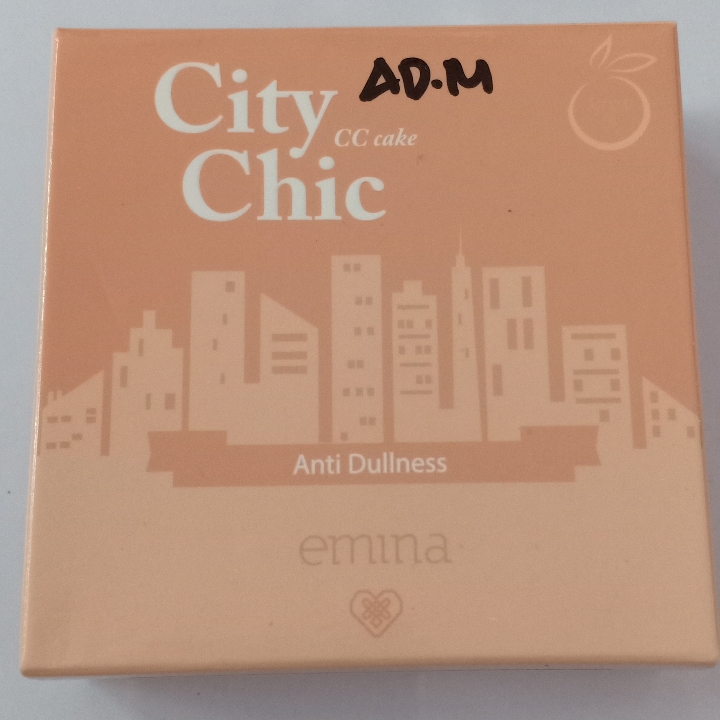 City
AD.M
CC cake
Chic
Anti Dullness
emina